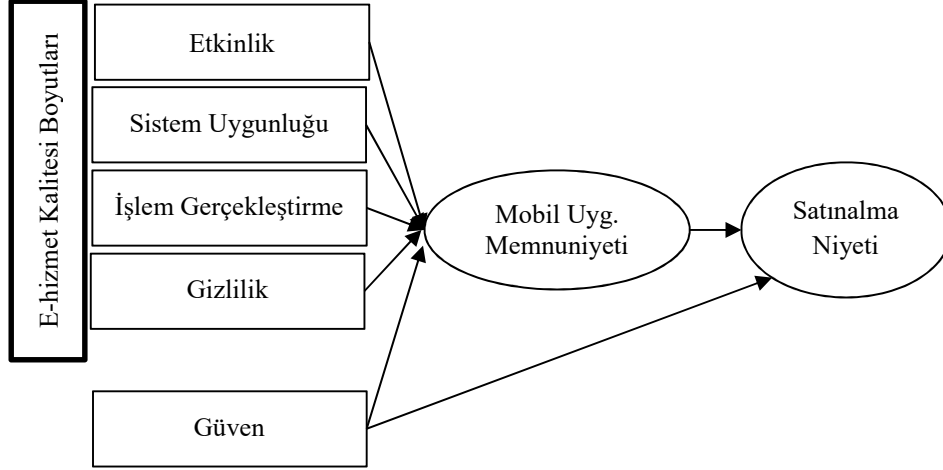 E-hizmet Kalitesi Boyutları
Etkinlik
Sistem Uygunluğu
İşlem Gerçekleştirme
Gizlilik
Güven
Mobil Uyg.
Memnuniyeti
Satınalma
Niyeti